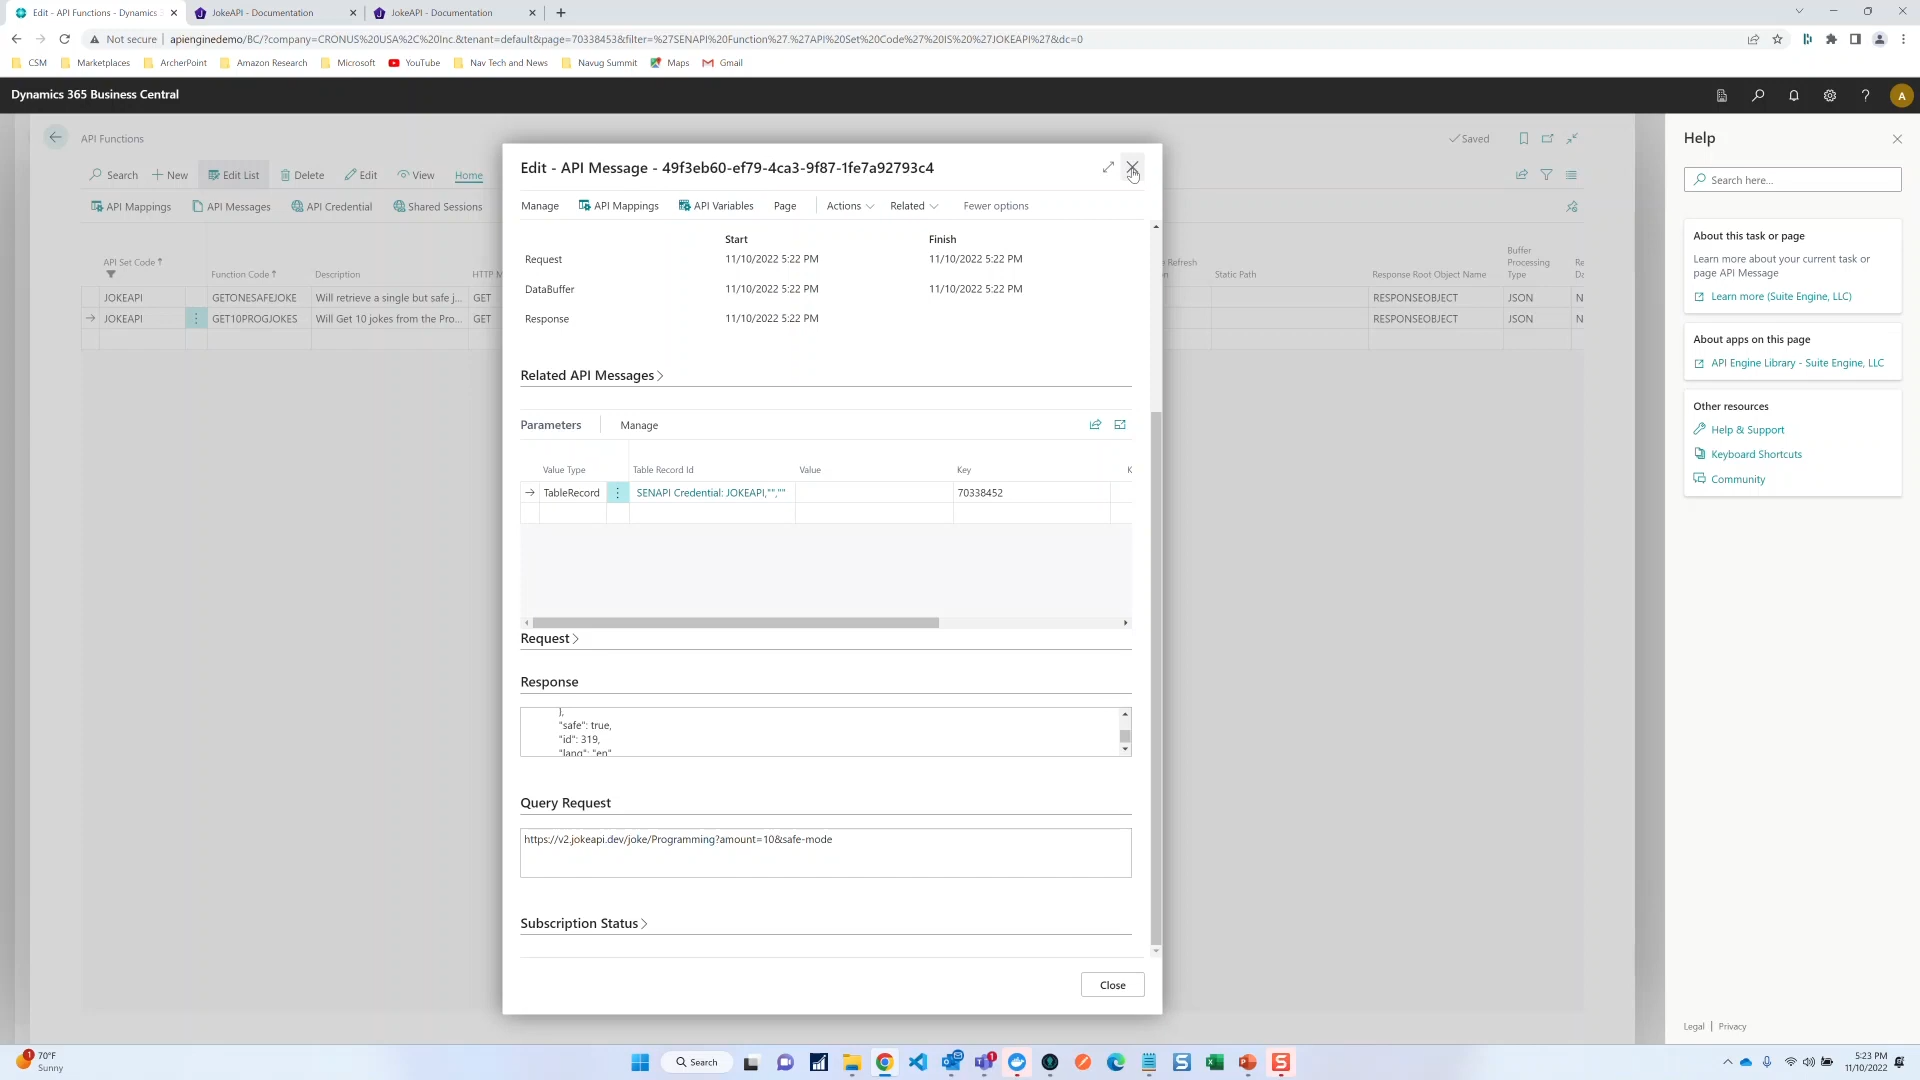 Edit - API Functions - Dynamics 3
JokeAPI - Documentation
JokeAPI - Documentation
Not secure
apienginedemo/BC/?company=CRONUS%20USA%2C%20Inc.&tenant=default&page=70338453&filter=%27SENAPI%20Function%27.%27API%20Set%20Code%27%20IS%20%27JOKEAPI%27&dc=0
CSM
Marketplaces
ArcherPoint
Amazon Research
Microsoft
YouTube
Nav Tech and News
Navug Summit
Maps
Gmail
Dynamics 365 Business Central
A
API Functions
Saved
Search
New
Edit List
Delete
Edit
View
Home
API Mappings
API Messages
API Credential
Shared Sessions
API Set Code ↑
Function Code ↑
Description
HTTP M
Refresh
Static Path
Response Root Object Name
Buffer Processing Type
JOKEAPI
GETONESAFEJOKE
Will retrieve a single but safe j...
GET
RESPONSEOBJECT
JSON
N
JOKEAPI
GET10PROGJOKES
Will Get 10 jokes from the Pro...
GET
RESPONSEOBJECT
JSON
N
Edit - API Message - 49f3eb60-ef79-4ca3-9f87-1fe7a92793c4
Manage
API Mappings
API Variables
Page
Actions
Related
Fewer options
Start
Finish
Request
11/10/2022 5:22 PM
11/10/2022 5:22 PM
DataBuffer
11/10/2022 5:22 PM
11/10/2022 5:22 PM
Response
11/10/2022 5:22 PM
Related API Messages
Parameters
Manage
Value Type
Table Record Id
Value
Key
K
TableRecord
SENAPI Credential: JOKEAPI,"",""
70338452
Request
Response
},
"safe": true,
"id": 319,
"lang": "en"
Query Request
https://v2.jokeapi.dev/joke/Programming?amount=10&safe-mode
Subscription Status
Close
Help
Search here...
About this task or page
Learn more about your current task or
page API Message
Learn more (Suite Engine, LLC)
About apps on this page
API Engine Library - Suite Engine, LLC
Other resources
Help & Support
Keyboard Shortcuts
Community
Legal | Privacy
1
70°F
Sunny
Search
1
5:23 PM
11/10/2022